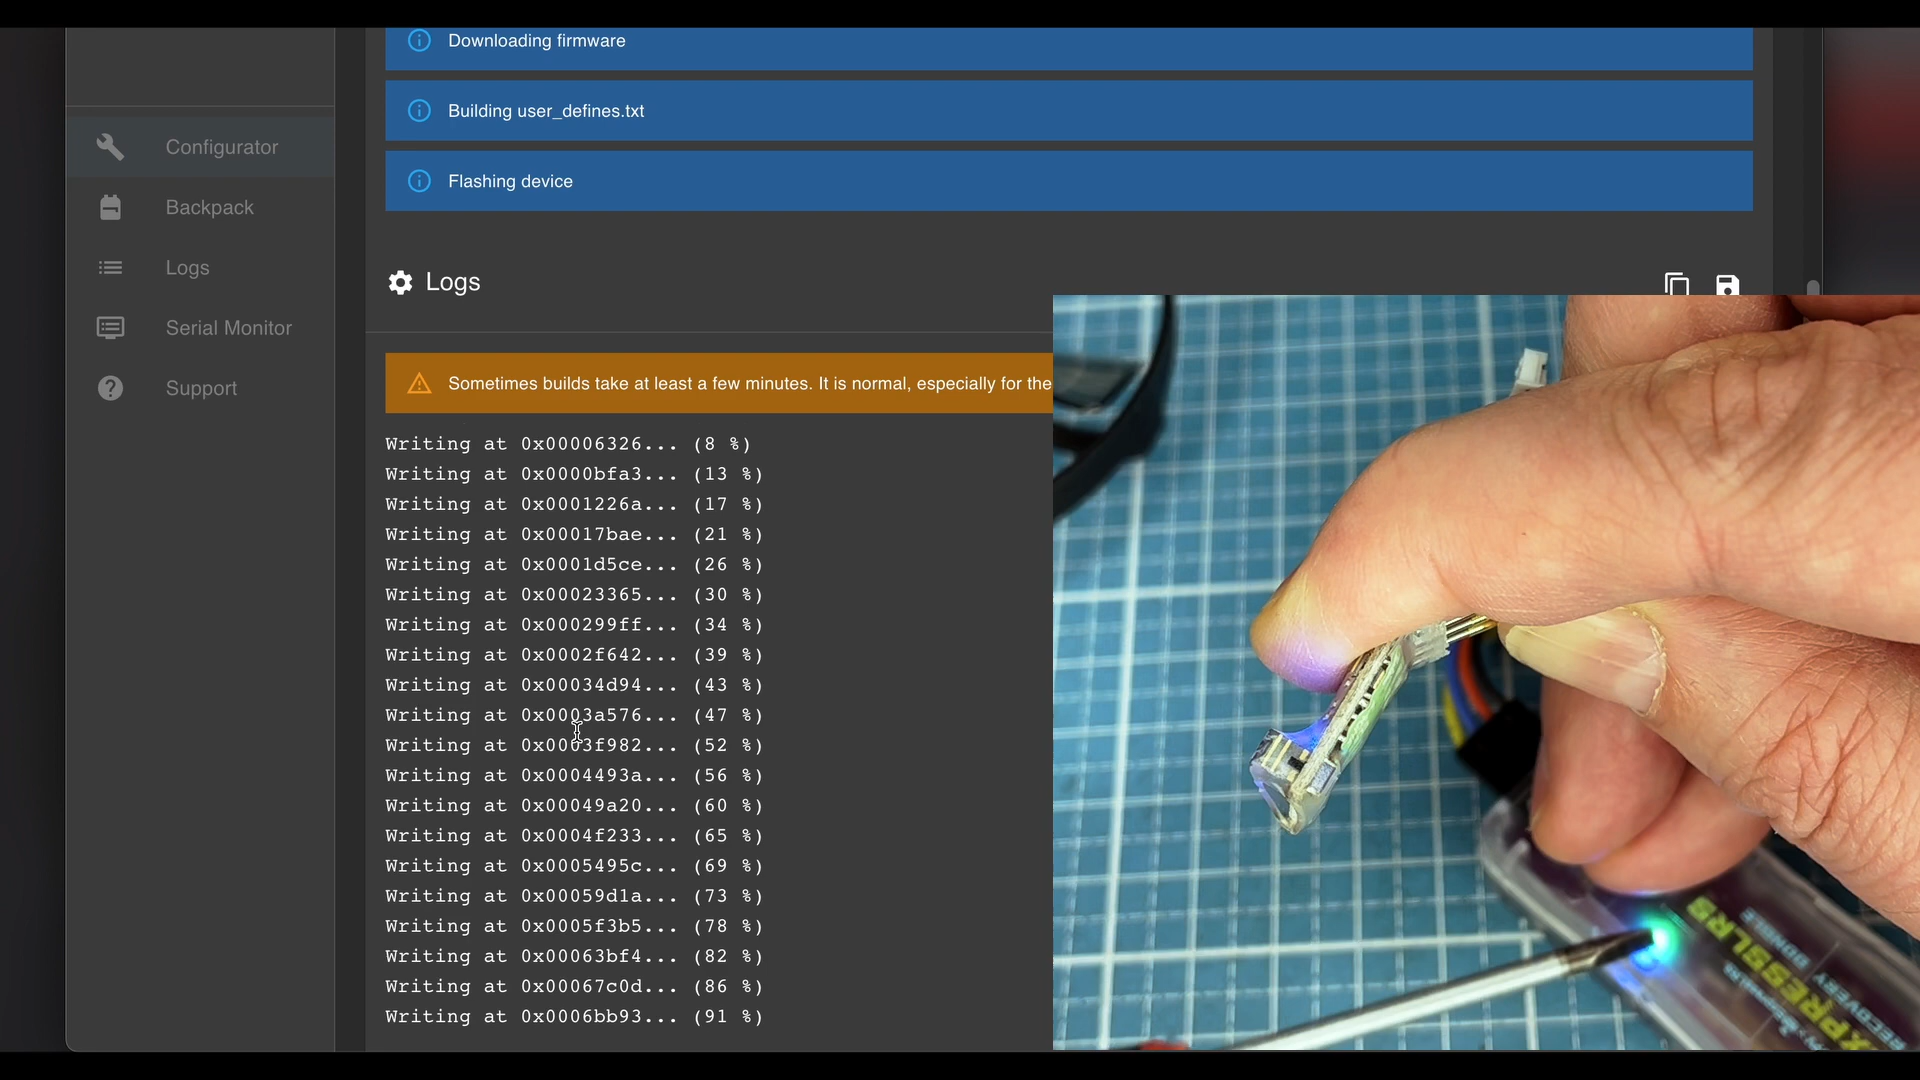 Downloading firmware
Building user_defines.txt
Flashing device
Configurator
Backpack
Logs
Serial Monitor
Support
Logs
Sometimes builds take at least a few minutes. It is normal, especially for the
Writing at 0x00006326... (8 %)
Writing at 0x0000bfa3... (13 %)
Writing at 0x0001226a... (17 %)
Writing at 0x00017bae... (21 %)
Writing at 0x0001d5ce... (26 %)
Writing at 0x00023365... (30 %)
Writing at 0x000299ff... (34 %)
Writing at 0x0002f642... (39 %)
Writing at 0x00034d94... (43 %)
Writing at 0x0003a576... (47 %)
Writing at 0x0003f982... (52 %)
Writing at 0x0004493a... (56 %)
Writing at 0x00049a20... (60 %)
Writing at 0x0004f233... (65 %)
Writing at 0x0005495c... (69 %)
Writing at 0x00059d1a... (73 %)
Writing at 0x0005f3b5... (78 %)
Writing at 0x00063bf4... (82 %)
Writing at 0x00067c0d... (86 %)
Writing at 0x0006bb93... (91 %)
EXPRESSLRS
RECOVERY DONGLE